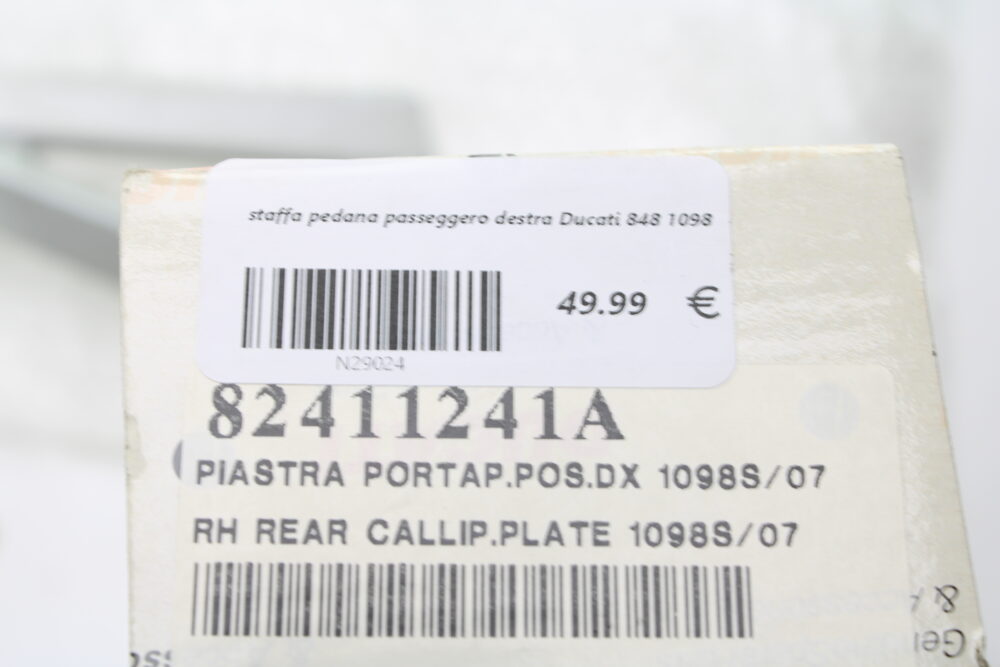 staffa pedana passeggero destra Ducati 848 1098
49.99 €
N29024
82411241A
PIASTRA PORTAP.POS.DX 1098S/07
RH REAR CALLIP.PLATE 1098S/07